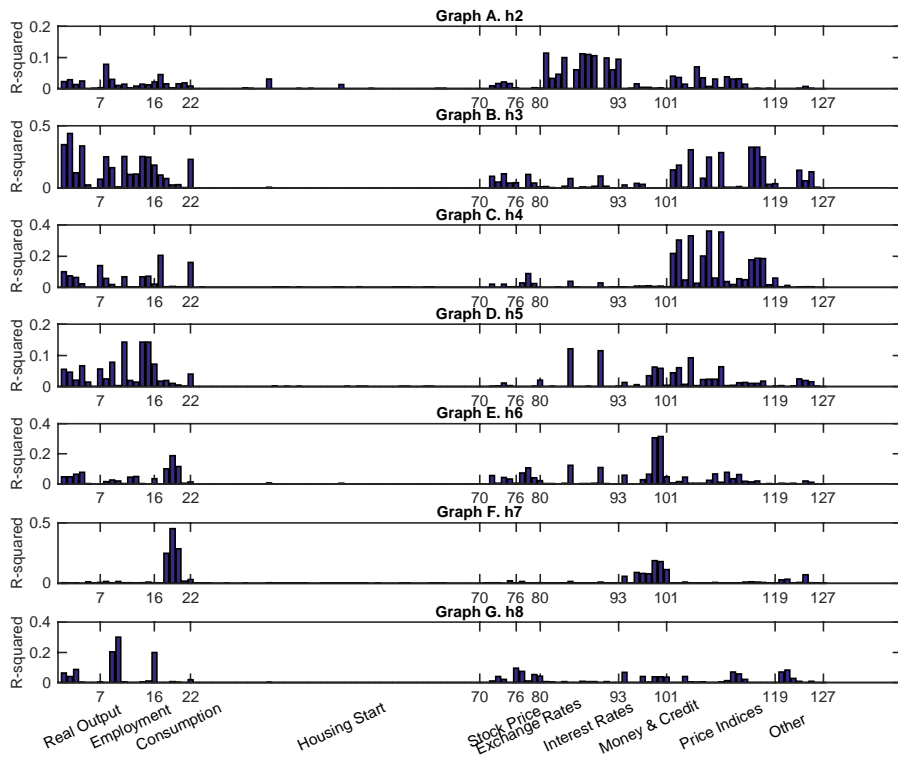 Graph A. h2
R-squared
0.2
0.1
0
7 16 22 70 76 80 93 101 119 127
Graph B. h3
R-squared
0.5
0
7 16 22 70 76 80 93 101 119 127
Graph C. h4
R-squared
0.4
0.2
0
7 16 22 70 76 80 93 101 119 127
Graph D. h5
R-squared
0.2
0.1
0
7 16 22 70 76 80 93 101 119 127
Graph E. h6
R-squared
0.4
0.2
0
7 16 22 70 76 80 93 101 119 127
Graph F. h7
R-squared
0.5
0
7 16 22 70 76 80 93 101 119 127
Graph G. h8
R-squared
0.4
0.2
0
7 16 22 70 76 80 93 101 119 127
Real Output
Employment
Consumption
Housing Start
Stock Price
Exchange Rates
Interest Rates
Money & Credit
Price Indices
Other